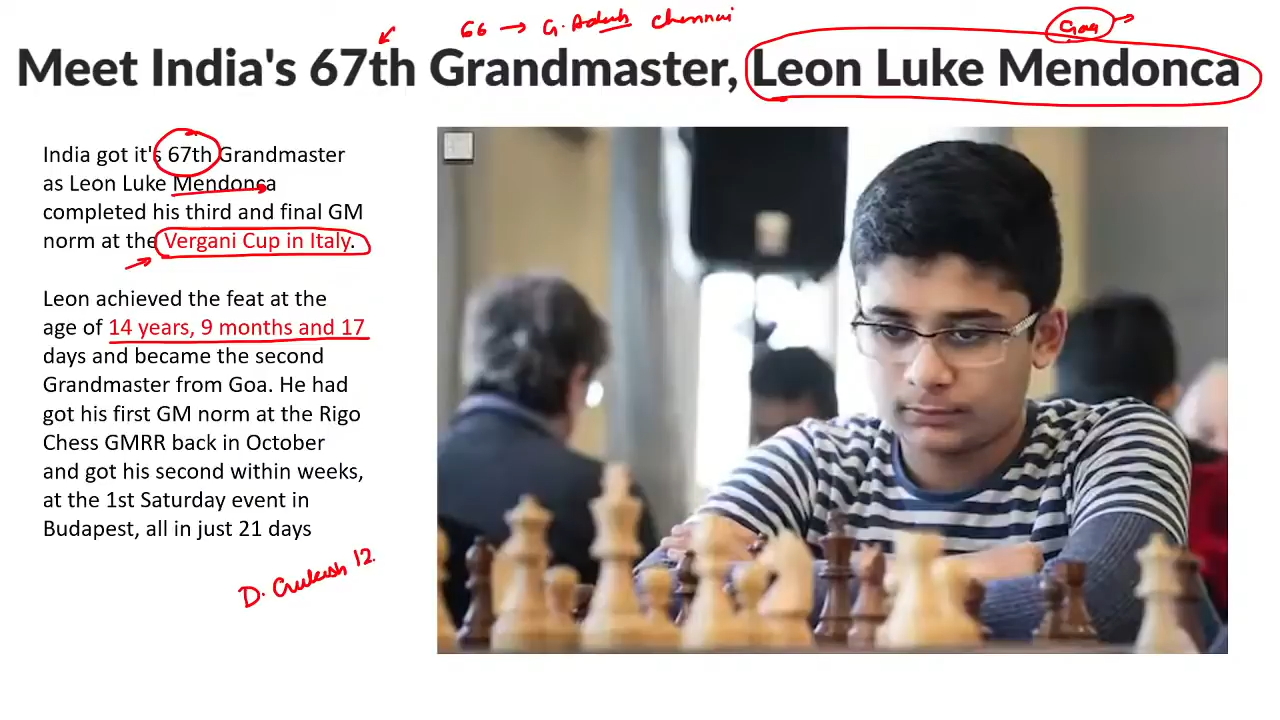 66 → G. Adesh Chennai
Goa
Meet India's 67th Grandmaster, Leon Luke Mendonca
India got it's 67th Grandmaster
as Leon Luke Mendonca
completed his third and final GM
norm at the Vergani Cup in Italy.
Leon achieved the feat at the
age of 14 years, 9 months and 17
days and became the second
Grandmaster from Goa. He had
got his first GM norm at the Rigo
Chess GMRR back in October
and got his second within weeks,
at the 1st Saturday event in
Budapest, all in just 21 days
D. Gukesh 12.